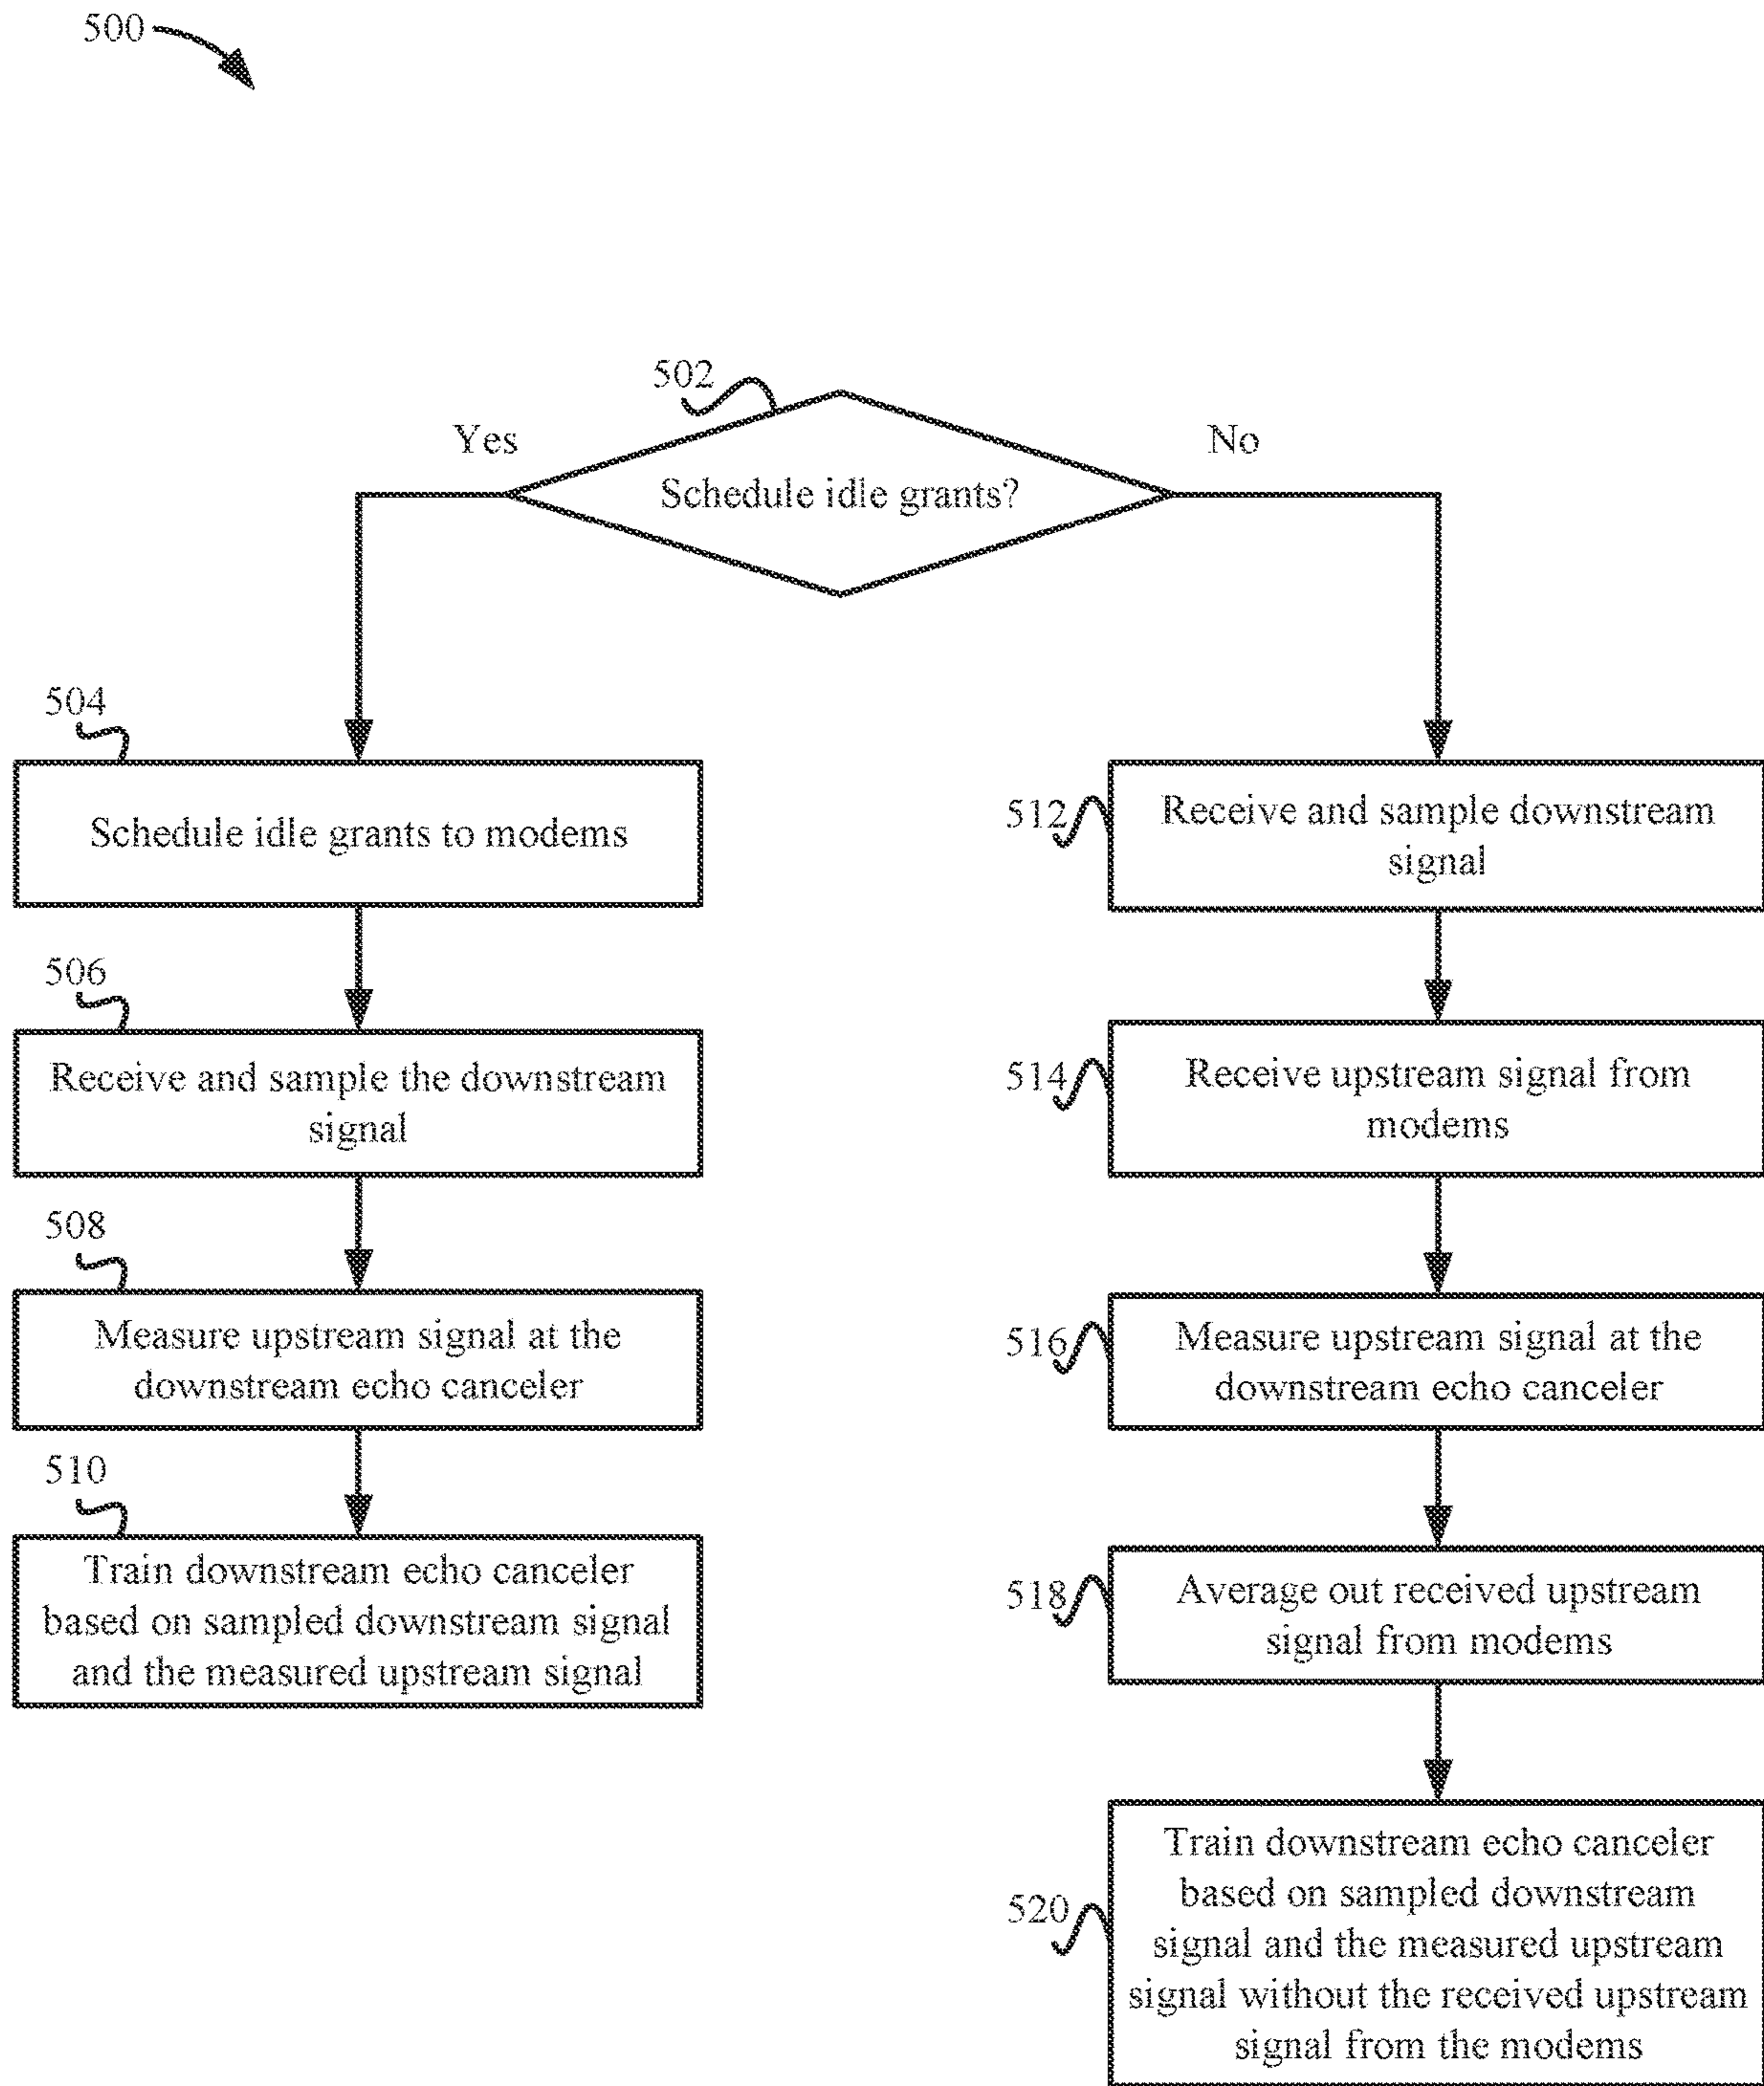 500
502
Yes
No
Schedule idle grants?
504
Schedule idle grants to modems
506
Receive and sample the downstream
signal
508
Measure upstream signal at the
downstream echo canceler
510
Train downstream echo canceler
based on sampled downstream signal
and the measured upstream signal
512
Receive and sample downstream
signal
514
Receive upstream signal from
modems
516
Measure upstream signal at the
downstream echo canceler
518
Average out received upstream
signal from modems
520
Train downstream echo canceler
based on sampled downstream
signal and the measured upstream
signal without the received upstream
signal from the modems